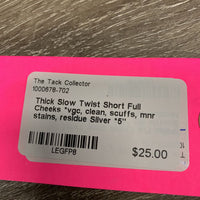 The Tack Collector
1000678-702
Thick Slow Twist Short Full
Cheeks *vgc, clean, scuffs, mnr
stains, residue Silver *5"
LEGFP8
$25.00